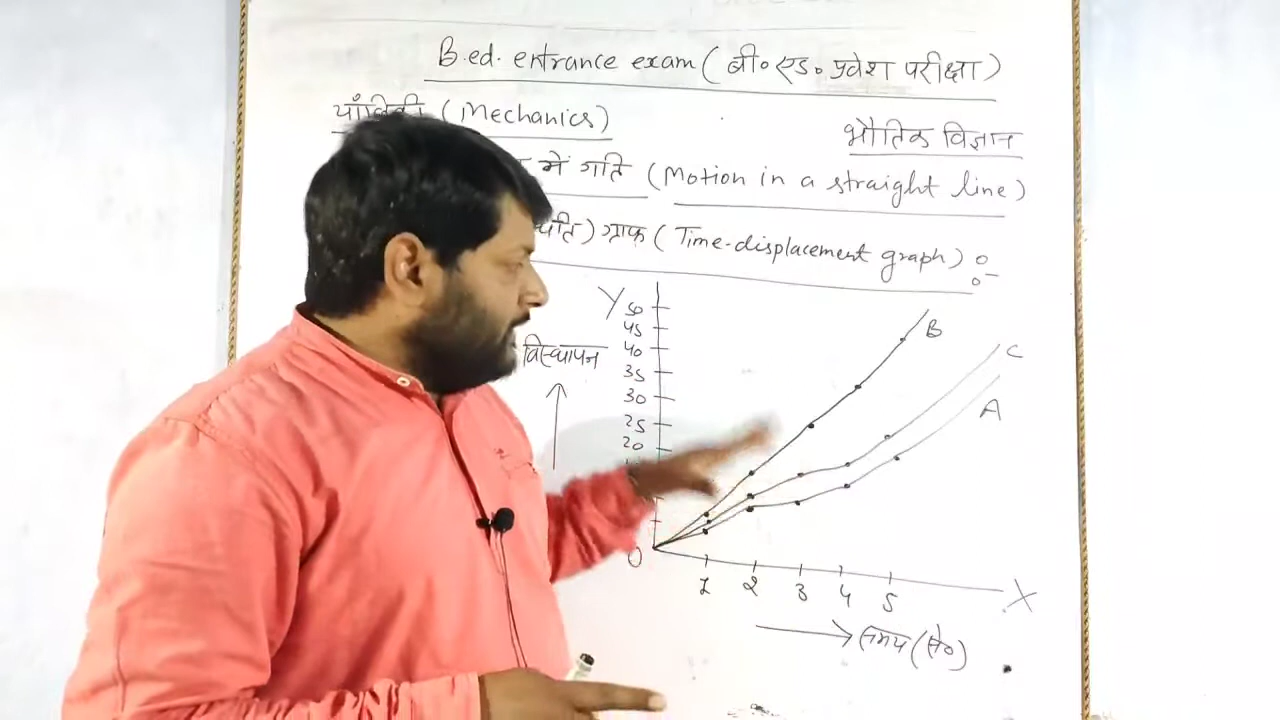 B.ed. entrance exam ( बी॰ एड॰ प्रवेश परीक्षा )
(Mechanics)
भौतिक विज्ञान
में गति (Motion in a straight line)
ग्राफ (Time-displacement graph) :-
Y
50
45
40
35
30
25
20
विस्थापन
B
C
A
O
1 2 3 4 5
X
समय (से०)